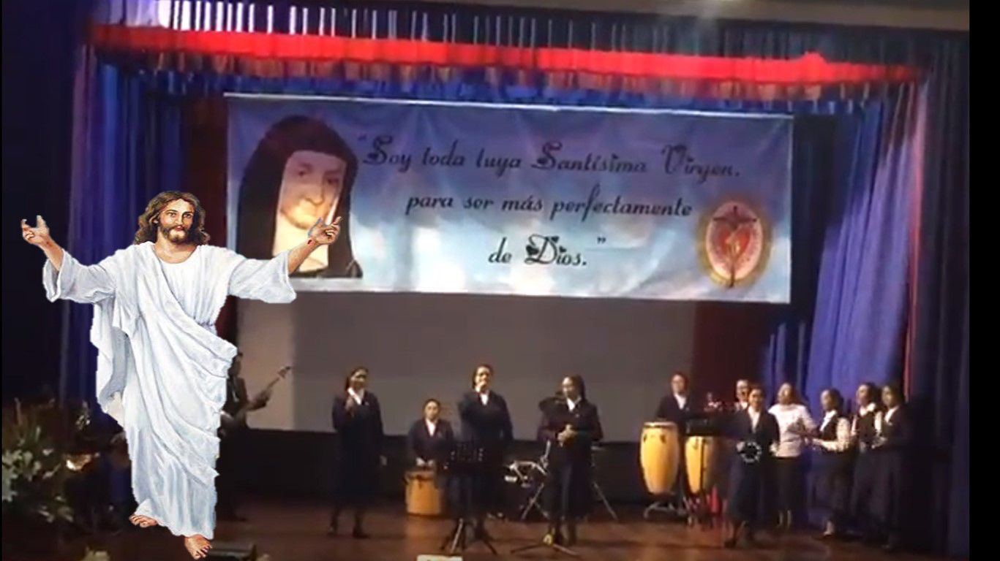 "Soy toda tuya Santísima Virgen.
para ser más perfectamente
de Dios."